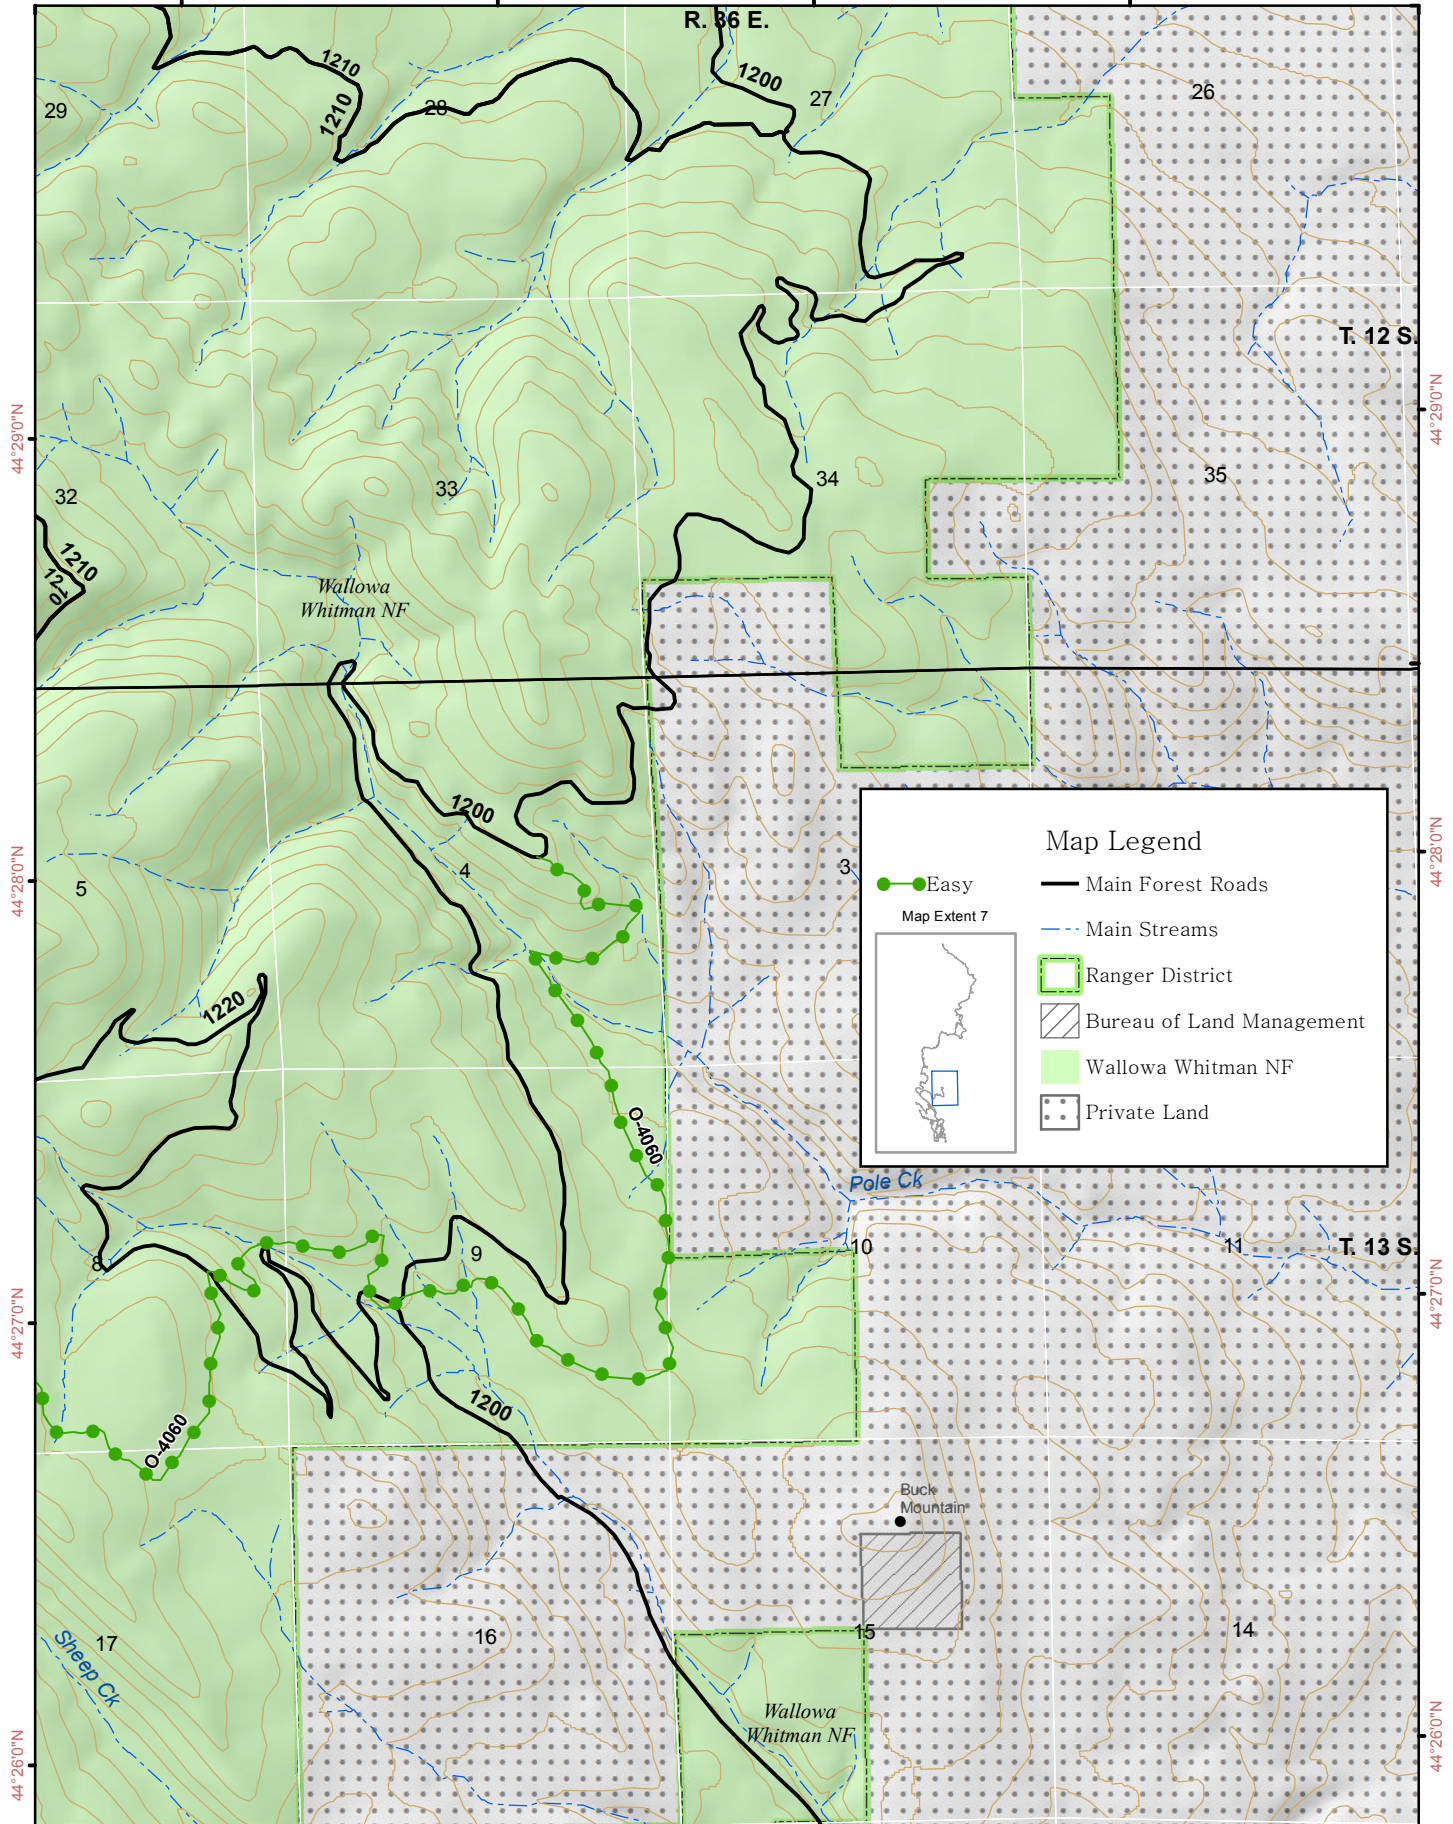 R. 36 E.
1210
1200
27
26
28
29
1210
T. 12 S.
44°29'0"N
44°29'0"N
34
35
33
32
1210
12
10
Wallowa
Whitman NF
1200
Map Legend
44°28'0"N
44°28'0"N
3
4
5
Easy
Main Forest Roads
Map Extent 7
Main Streams
Ranger District
1220
Bureau of Land Management
Wallowa Whitman NF
Private Land
O-4060
Pole Ck
10
11
T. 13 S.
9
8
44°27'0"N
44°27'0"N
1200
O-4060
Buck
Mountain
17
16
15
14
Sheep Ck
Wallowa
Whitman NF
44°26'0"N
44°26'0"N